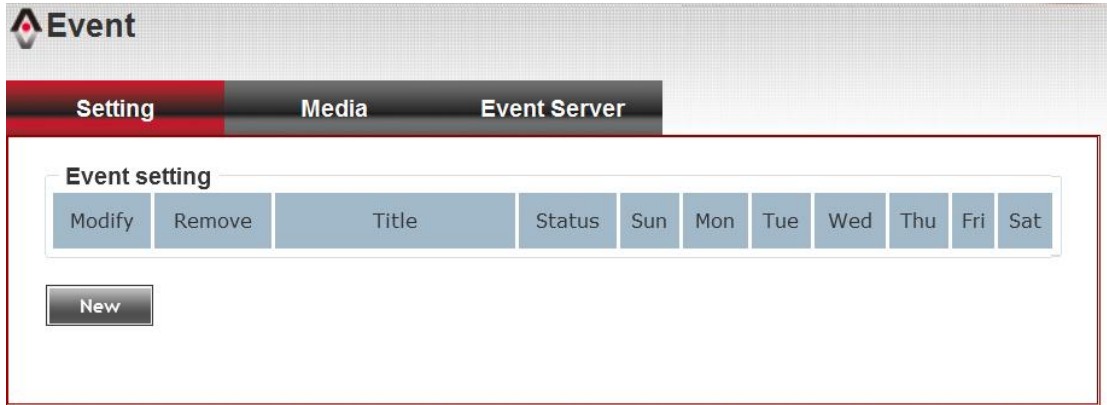 Event
Setting Media Event Server
Event setting
Modify Remove Title Status Sun Mon Tue Wed Thu Fri Sat
New